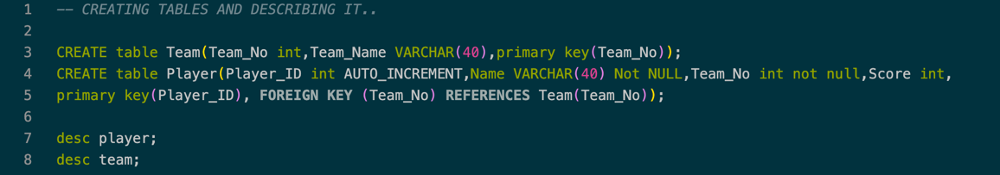 1 -- CREATING TABLES AND DESCRIBING IT..
2
3 CREATE table Team(Team_No int,Team_Name VARCHAR(40),primary key(Team_No));
4 CREATE table Player(Player_ID int AUTO_INCREMENT,Name VARCHAR(40) Not NULL,Team_No int not null,Score int,
5 primary key(Player_ID), FOREIGN KEY (Team_No) REFERENCES Team(Team_No));
6
7 desc player;
8 desc team;